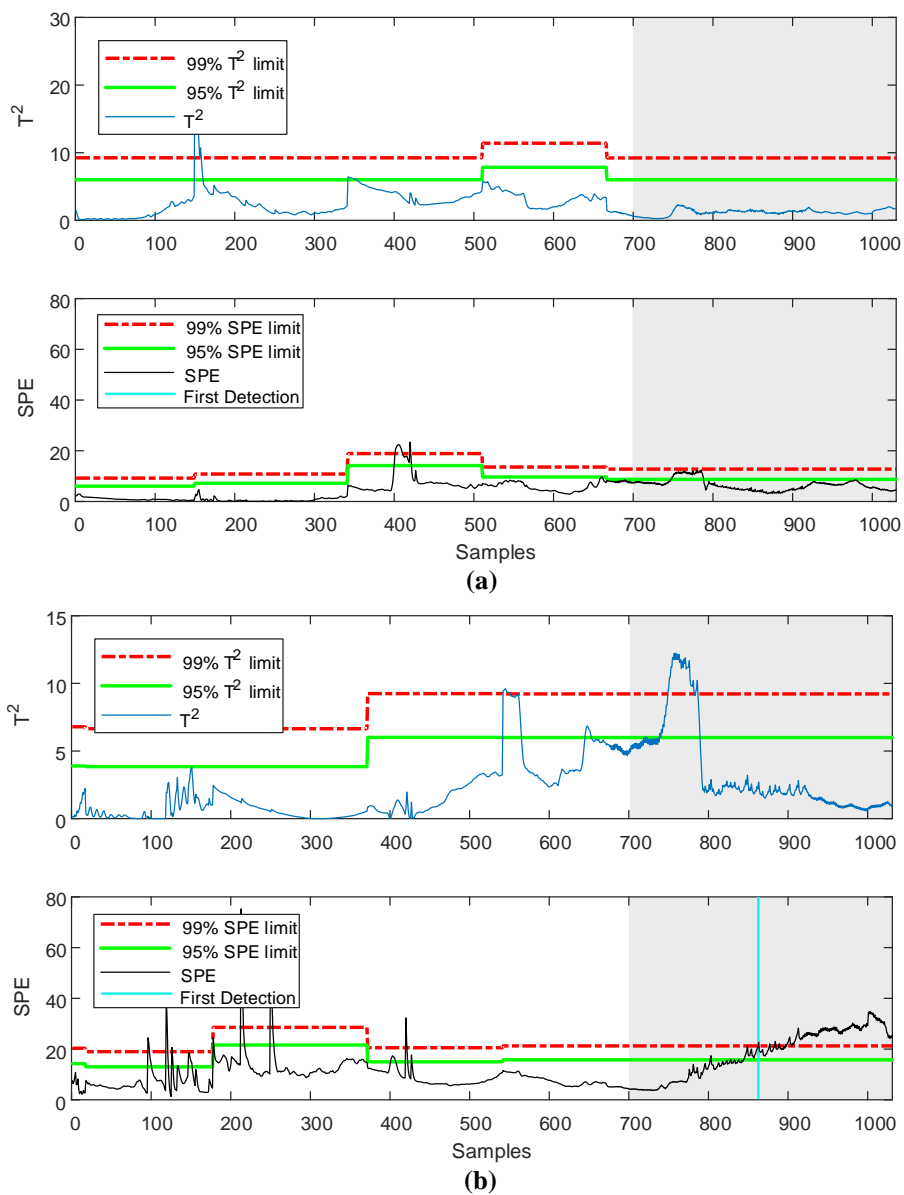 30
20
10
0
T²
99% T² limit
95% T² limit
T²
0 100 200 300 400 500 600 700 800 900 1000
80
60
40
20
0
SPE
99% SPE limit
95% SPE limit
SPE
First Detection
0 100 200 300 400 500 600 700 800 900 1000
Samples
(a)
15
10
5
0
T²
99% T² limit
95% T² limit
T²
0 100 200 300 400 500 600 700 800 900 1000
80
60
40
20
0
SPE
99% SPE limit
95% SPE limit
SPE
First Detection
0 100 200 300 400 500 600 700 800 900 1000
Samples
(b)